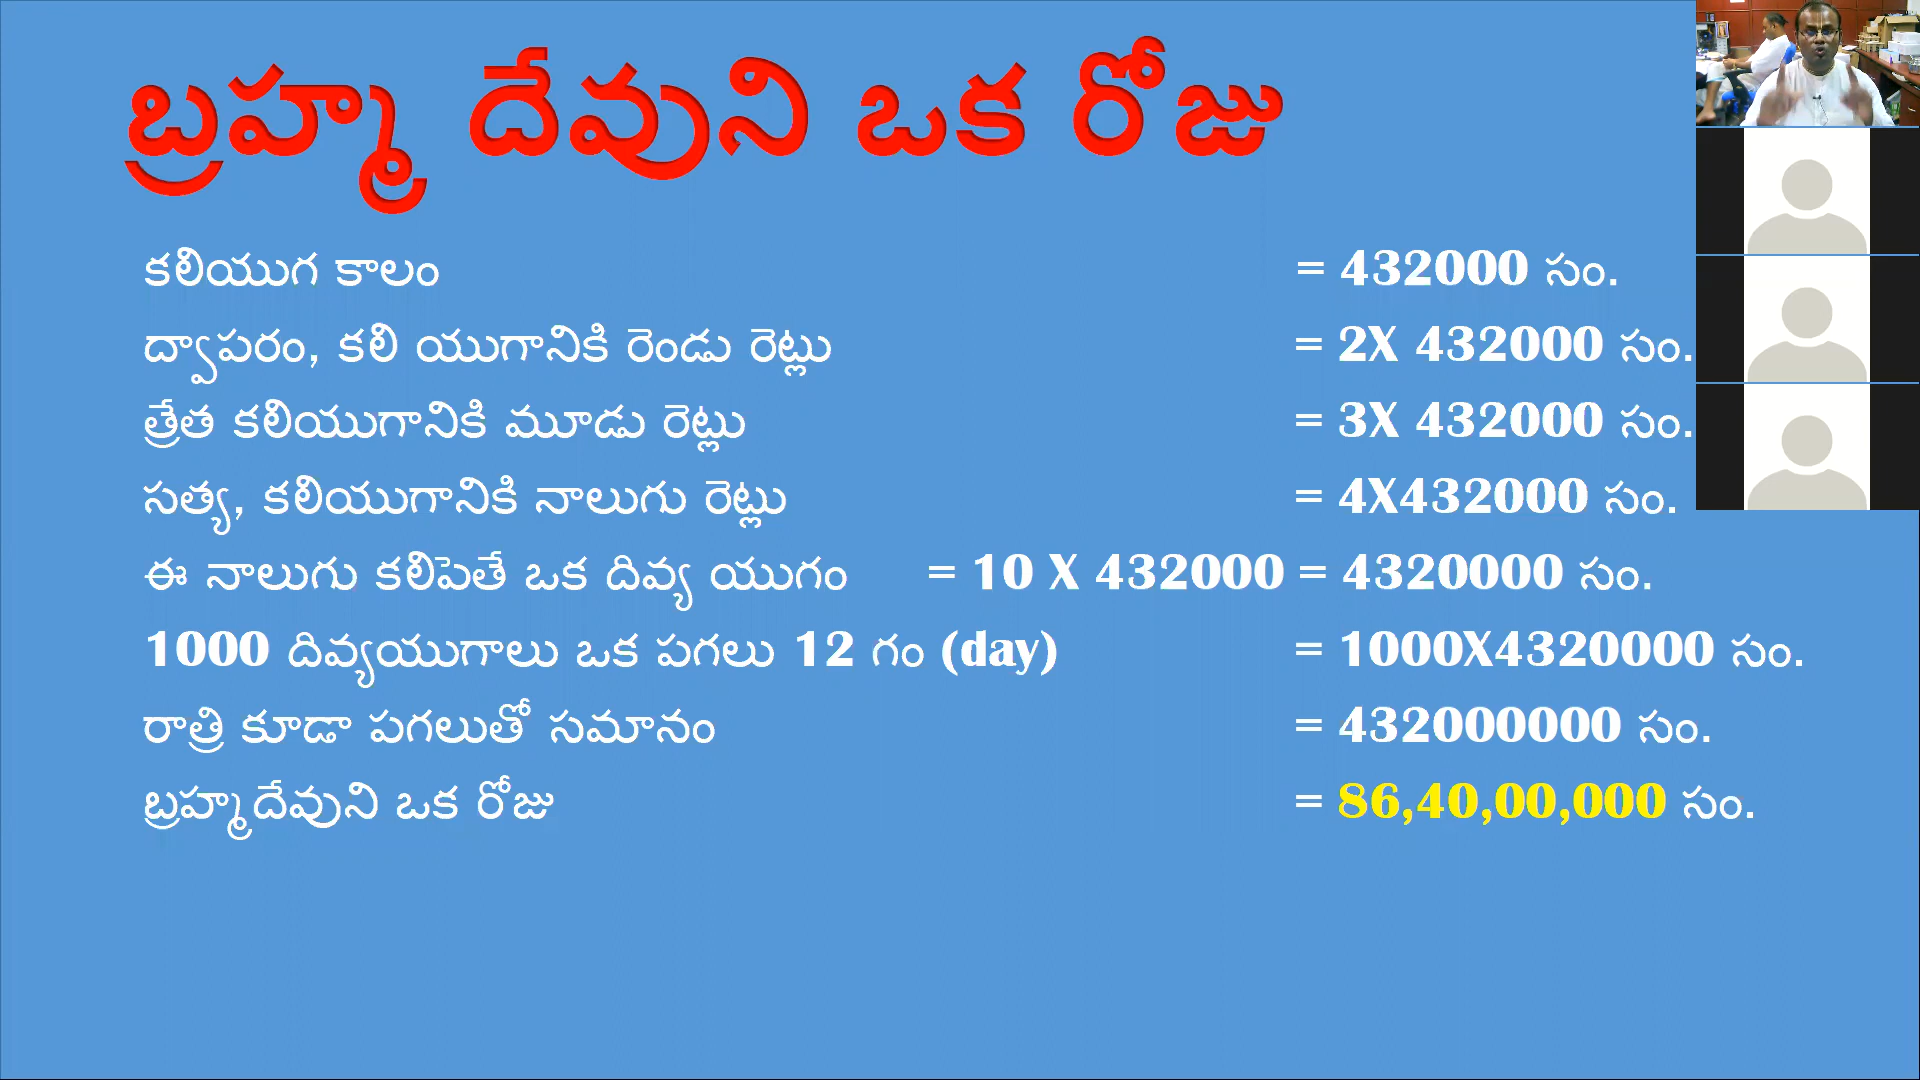 బ్రహ్మ దేవుని ఒక రోజు
కలియుగ కాలం = 432000 సం.
ద్వాపరం, కలి యుగానికి రెండు రెట్లు = 2X 432000 సం.
త్రేత కలియుగానికి మూడు రెట్లు = 3X 432000 సం.
సత్య, కలియుగానికి నాలుగు రెట్లు = 4X432000 సం.
ఈ నాలుగు కలిపితే ఒక దివ్య యుగం = 10 X 432000 = 4320000 సం.
1000 దివ్యయుగాలు ఒక పగలు 12 గం (day) = 1000X4320000 సం.
రాత్రి కూడా పగలుతో సమానం = 432000000 సం.
బ్రహ్మదేవుని ఒక రోజు = 86,40,00,000 సం.